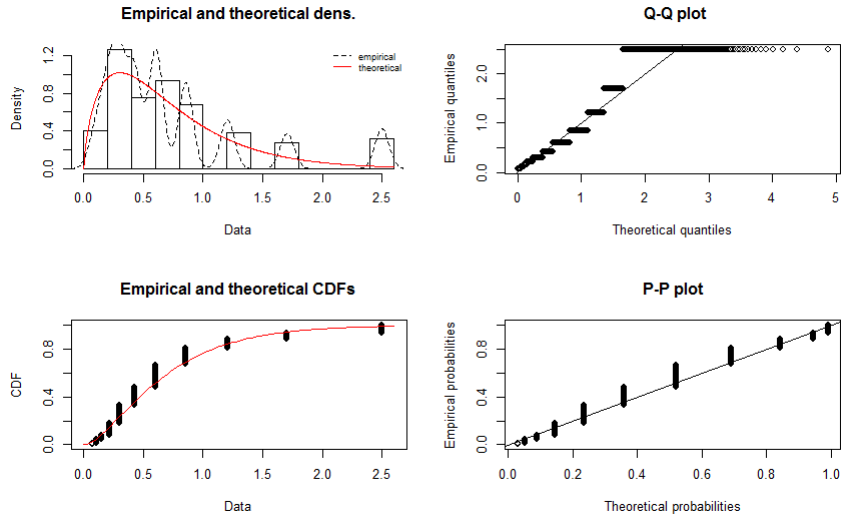 Empirical and theoretical dens.
Density
0.0 0.4 0.8 1.2
empirical
theoretical
0.0 0.5 1.0 1.5 2.0 2.5
Data
Q-Q plot
Empirical quantiles
0.0 1.0 2.0
0 1 2 3 4 5
Theoretical quantiles
Empirical and theoretical CDFs
CDF
0.0 0.4 0.8
0.0 0.5 1.0 1.5 2.0 2.5
Data
P-P plot
Empirical probabilities
0.0 0.4 0.8
0.0 0.2 0.4 0.6 0.8 1.0
Theoretical probabilities